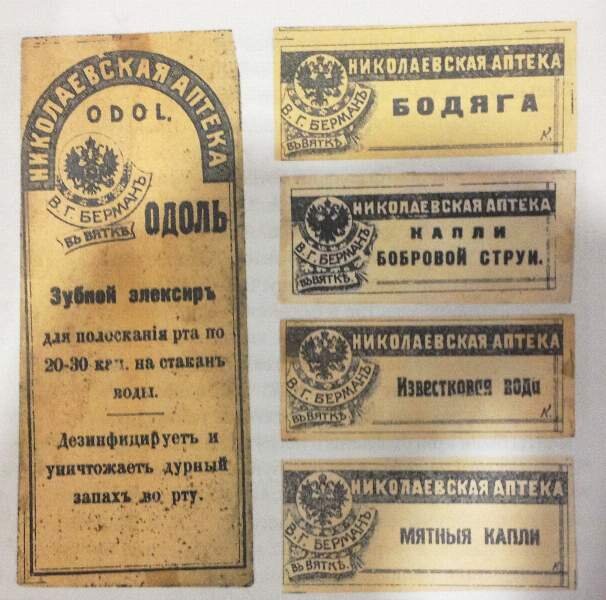 НИКОЛАЕВСКАЯ АПТЕКА
ODOL.
В. Г. БЕРМАНЪ
ВЪ ВЯТКѢ
ОДОЛЬ
Зубной элексиръ
для полосканія рта по
20-30 кап. на стаканъ
воды.
Дезинфицируетъ и
уничтожаетъ дурный
запахъ во рту.
НИКОЛАЕВСКАЯ АПТЕКА
В. Г. БЕРМАНЪ
ВЪ ВЯТКѢ
БОДЯГА
НИКОЛАЕВСКАЯ АПТЕКА
В. Г. БЕРМАНЪ
ВЪ ВЯТКѢ.
КАПЛИ
БОБРОВОЙ СТРУИ.
НИКОЛАЕВСКАЯ АПТЕКА
В. Г. БЕРМАНЪ
ВЪ ВЯТКѢ.
Известковая вода
НИКОЛАЕВСКАЯ АПТЕКА
В. Г. БЕРМАНЪ
ВЪ ВЯТКѢ.
МЯТНЫЯ КАПЛИ